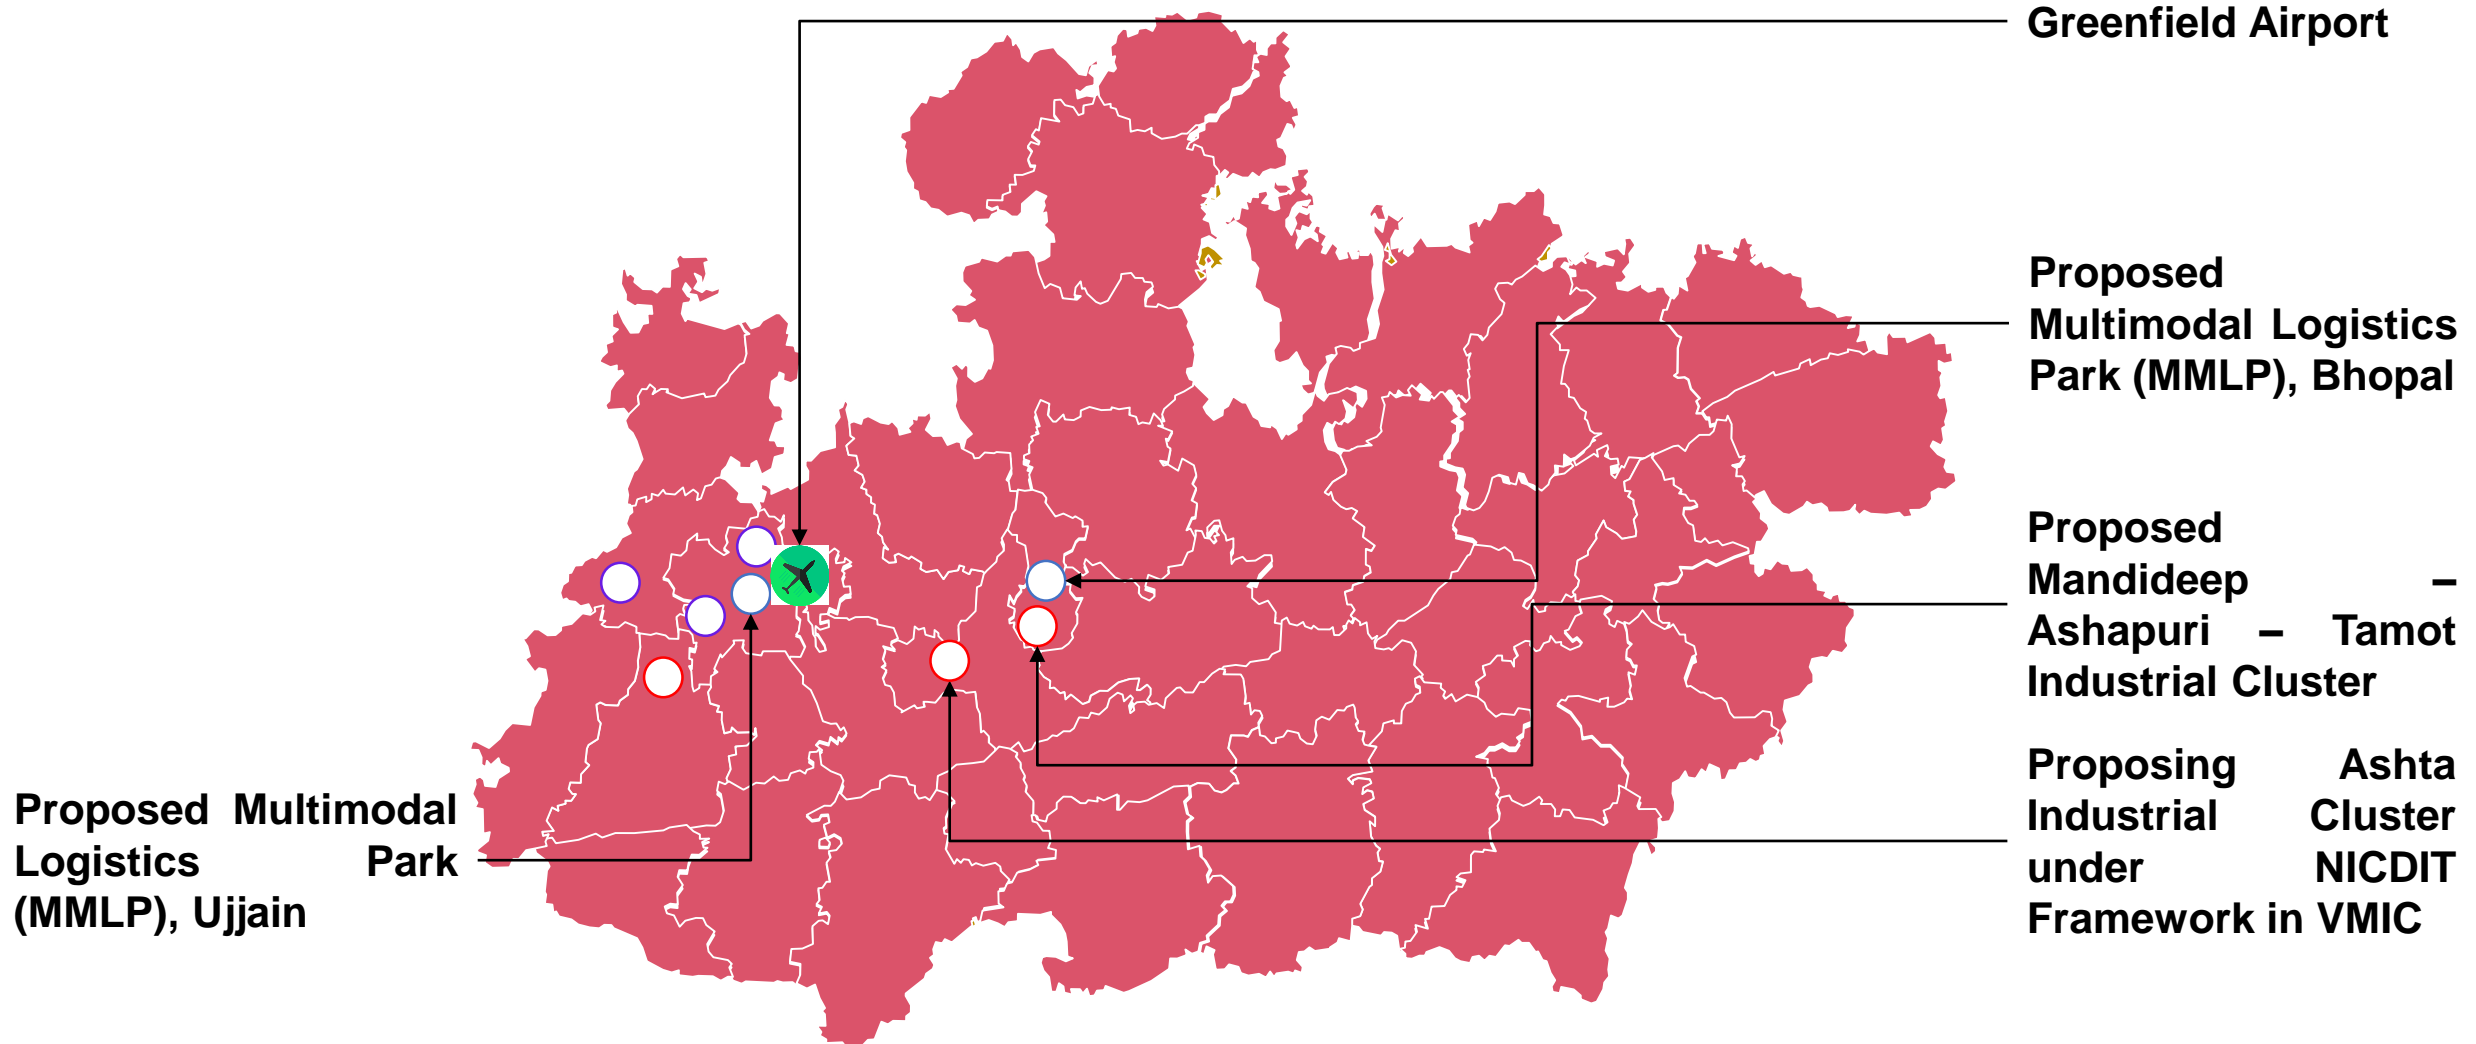 Greenfield Airport
Proposed
Multimodal Logistics
Park (MMLP), Bhopal
Proposed
Mandideep –
Ashapuri – Tamot
Industrial Cluster
Proposing Ashta
Industrial Cluster
under NICDIT
Framework in VMIC
Proposed Multimodal
Logistics Park
(MMLP), Ujjain